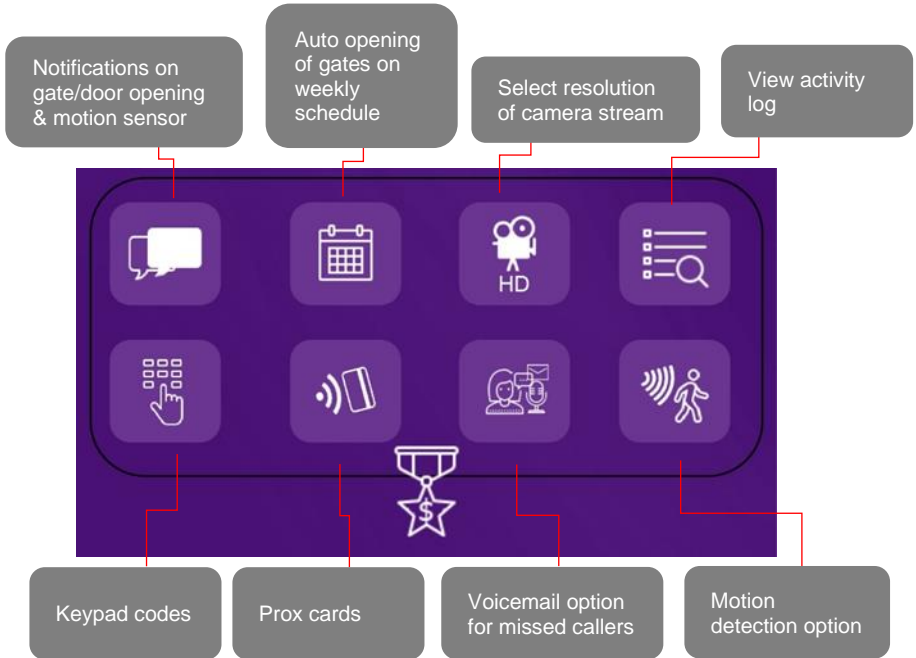 Notifications on
gate/door opening
& motion sensor
Auto opening
of gates on
weekly
schedule
Select resolution
of camera stream
View activity
log
HD
$
Keypad codes
Prox cards
Voicemail option
for missed callers
Motion
detection option